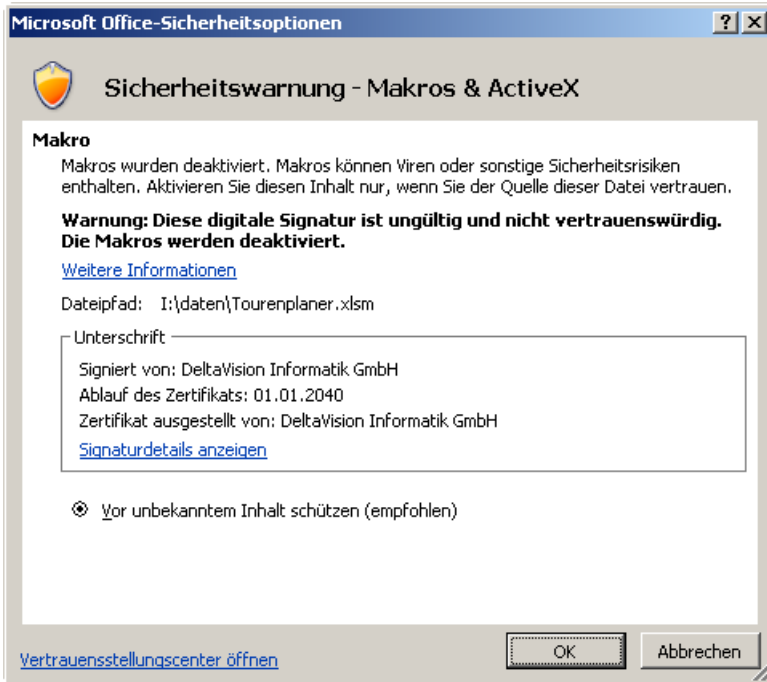 Microsoft Office-Sicherheitsoptionen
Sicherheitswarnung - Makros & ActiveX
Makro
Makros wurden deaktiviert. Makros können Viren oder sonstige Sicherheitsrisiken
enthalten. Aktivieren Sie diesen Inhalt nur, wenn Sie der Quelle dieser Datei vertrauen.
Warnung: Diese digitale Signatur ist ungültig und nicht vertrauenswürdig.
Die Makros werden deaktiviert.
Weitere Informationen
Dateipfad: I:\daten\Tourenplaner.xlsm
Unterschrift
Signiert von: DeltaVision Informatik GmbH
Ablauf des Zertifikats: 01.01.2040
Zertifikat ausgestellt von: DeltaVision Informatik GmbH
Signaturdetails anzeigen
Vor unbekanntem Inhalt schützen (empfohlen)
Vertrauensstellungscenter öffnen
OK
Abbrechen